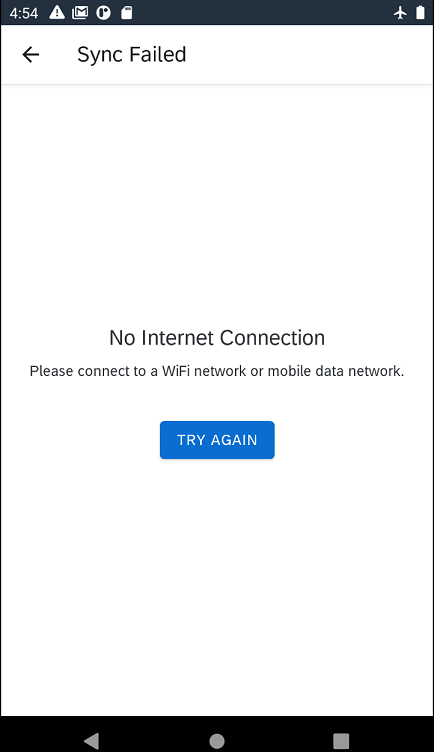 4:54
Sync Failed
No Internet Connection
Please connect to a WiFi network or mobile data network.
TRY AGAIN